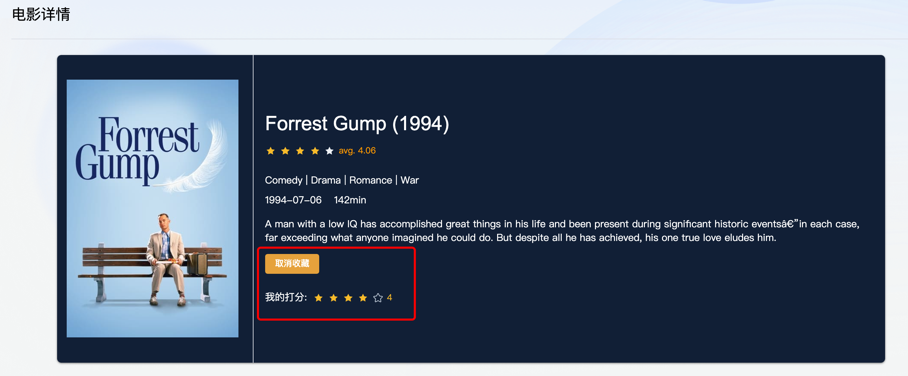 电影详情
Forrest
Gump
Forrest Gump (1994)
avg. 4.06
Comedy | Drama | Romance | War
1994-07-06 142min
A man with a low IQ has accomplished great things in his life and been present during significant historic eventsâ€”in each case,
far exceeding what anyone imagined he could do. But despite all he has achieved, his one true love eludes him.
取消收藏
我的打分: 4